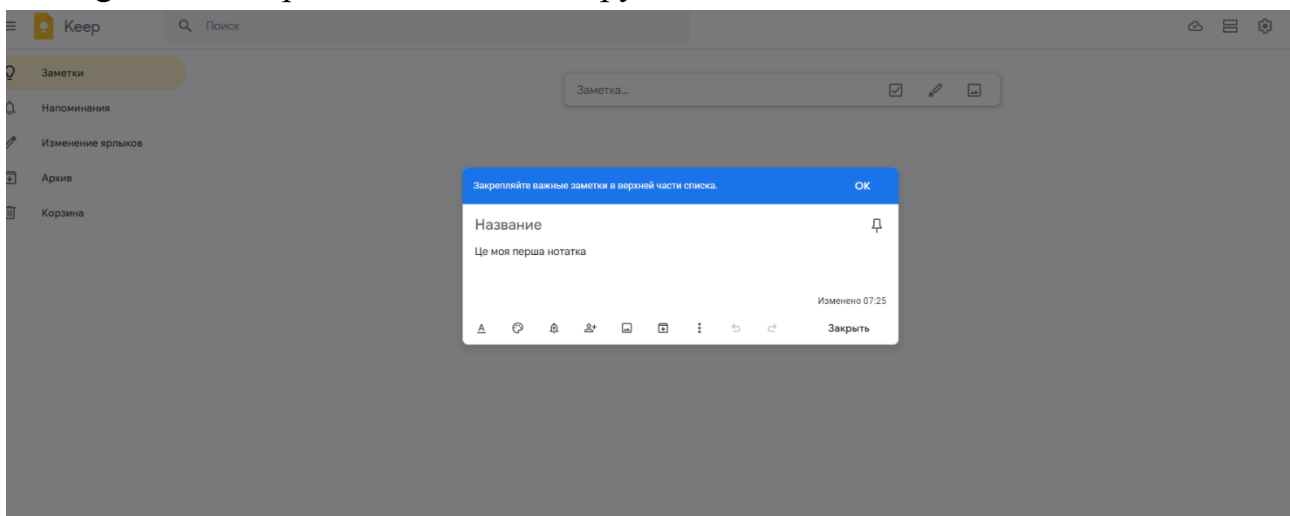 Keep
Поиск
Заметки
Заметка...
Напоминания
Изменение ярлыков
Архив
Корзина
Закрепляйте важные заметки в верхней части списка.
ОК
Название
Це моя перша нотатка
Изменено 07:25
Закрыть